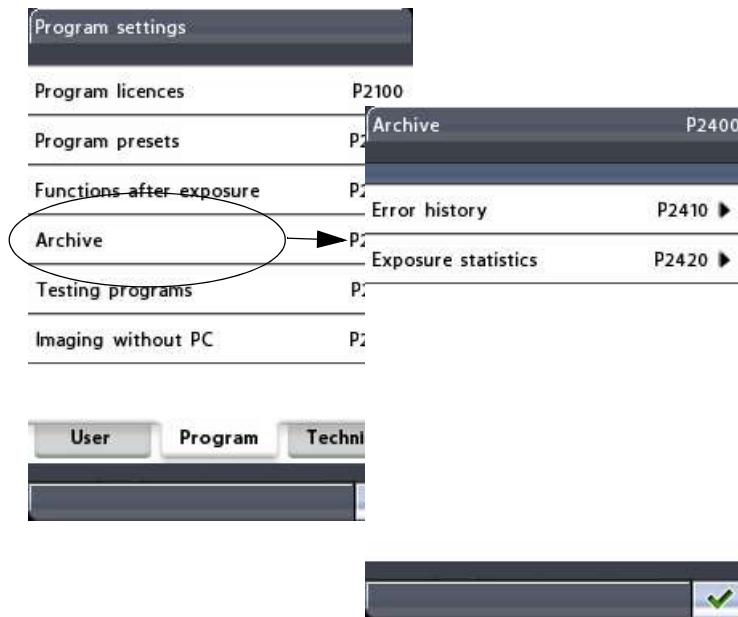 Program settings
Program licences P2100
Program presets
Functions after exposure
Archive
Testing programs
Imaging without PC
User Program
Archive P2400
Error history P2410
Exposure statistics P2420